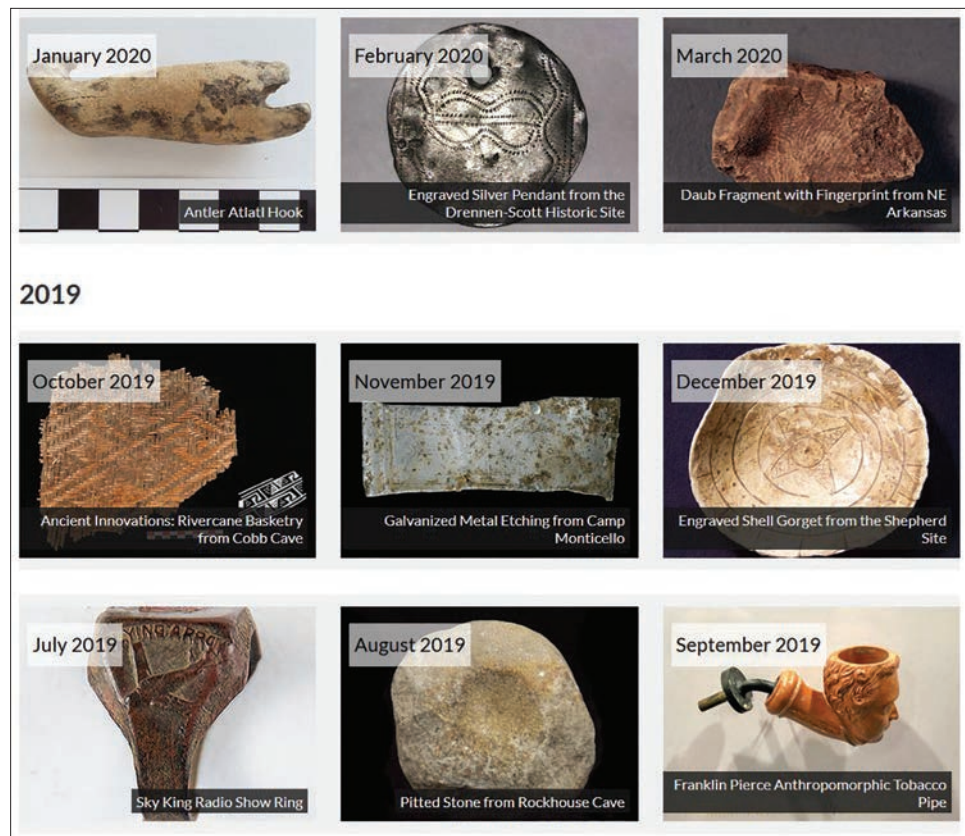 January 2020
February 2020
March 2020
Antler Atlatl Hook
Engraved Silver Pendant from the
Drennen-Scott Historic Site
Daub Fragment with Fingerprint from NE
Arkansas
2019
October 2019
November 2019
December 2019
Ancient Innovations: Rivercane Basketry
from Cobb Cave
Galvanized Metal Etching from Camp
Monticello
Engraved Shell Gorget from the Shepherd
Site
YING ARRO
July 2019
August 2019
September 2019
Sky King Radio Show Ring
Pitted Stone from Rockhouse Cave
Franklin Pierce Anthropomorphic Tobacco
Pipe